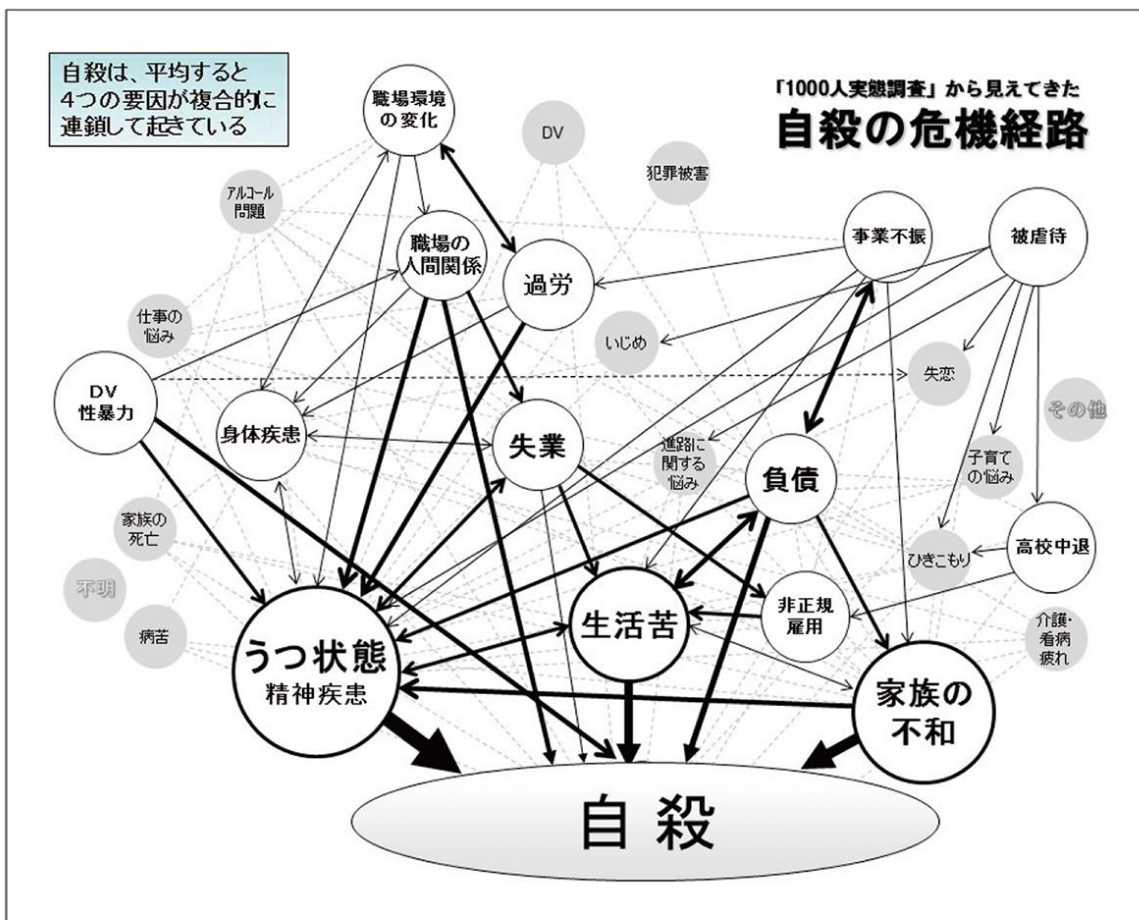 自殺は、平均すると
4つの要因が複合的に
連鎖して起きている
「1000人実態調査」から見えてきた
自殺の危機経路
職場環境
の変化
DV
犯罪被害
アルコール
問題
職場の
人間関係
過労
事業不振
被虐待
仕事の
悩み
いじめ
失恋
DV
性暴力
その他
身体疾患
失業
進路に
関する
悩み
負債
子育て
の悩み
家族の
死亡
ひきこもり
高校中退
不明
病苦
うつ状態
精神疾患
生活苦
非正規
雇用
介護・
看病
疲れ
家族の
不和
自殺